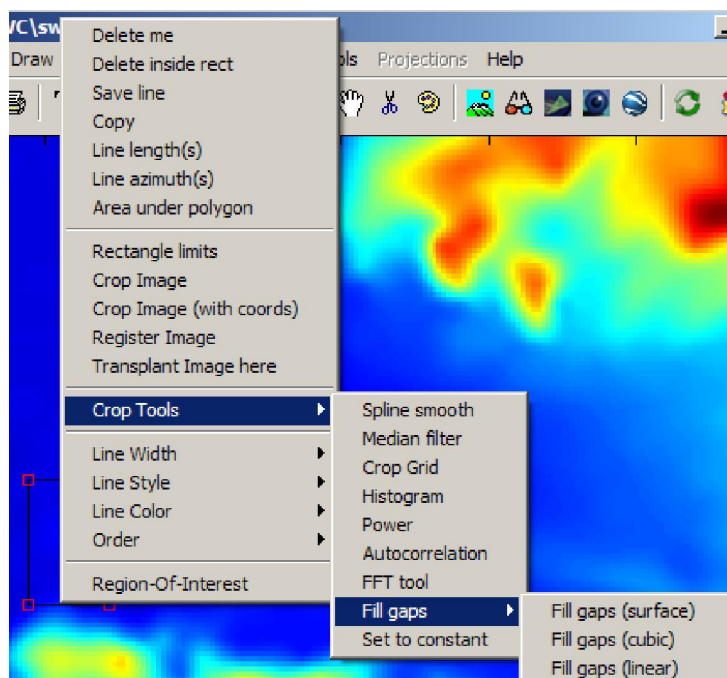 VC\sw
Draw
ols Projections Help
Delete me
Delete inside rect
Save line
Copy
Line length(s)
Line azimuth(s)
Area under polygon
Rectangle limits
Crop Image
Crop Image (with coords)
Register Image
Transplant Image here
Crop Tools
Line Width
Line Style
Line Color
Order
Region-Of-Interest
Spline smooth
Median filter
Crop Grid
Histogram
Power
Autocorrelation
FFT tool
Fill gaps
Set to constant
Fill gaps (surface)
Fill gaps (cubic)
Fill gaps (linear)